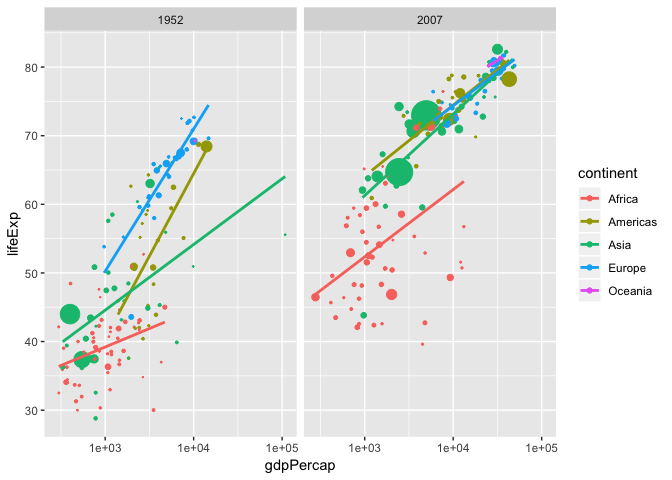 1952
2007
lifeExp
80
70
60
50
40
30
1e+03
1e+04
1e+05
1e+03
1e+04
1e+05
gdpPercap
continent
Africa
Americas
Asia
Europe
Oceania